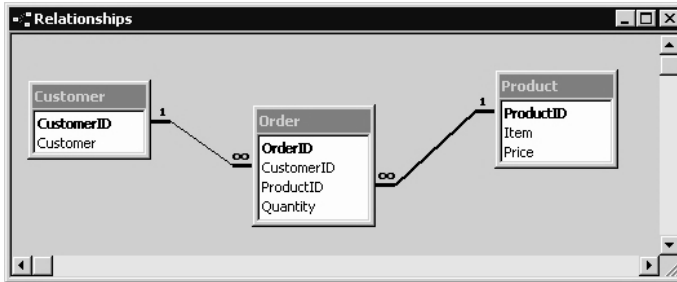 Relationships
Customer
CustomerID
Customer
1
∞
Order
OrderID
CustomerID
ProductID
Quantity
∞
1
Product
ProductID
Item
Price